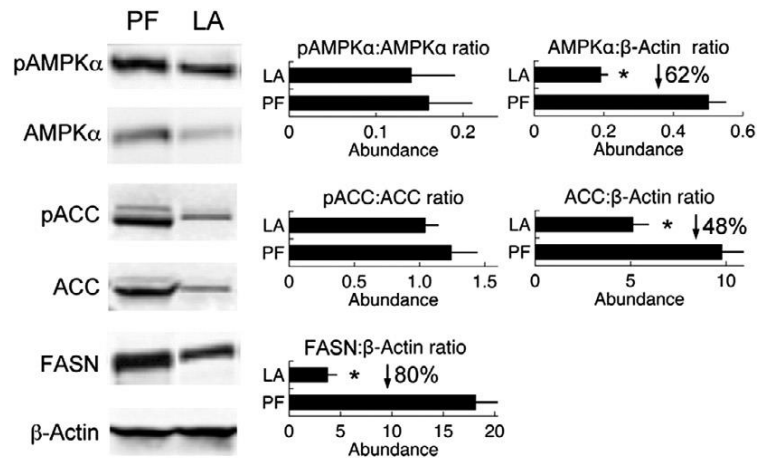 PF LA
pAMPKα
AMPKα
pACC
ACC
FASN
β-Actin
pAMPKα:AMPKα ratio
LA
PF
0 0.1 0.2
Abundance
AMPKα:β-Actin ratio
LA * ↓62%
PF
0 0.2 0.4 0.6
Abundance
pACC:ACC ratio
LA
PF
0 0.5 1.0 1.5
Abundance
ACC:β-Actin ratio
LA * ↓48%
PF
0 5 10
Abundance
FASN:β-Actin ratio
LA * ↓80%
PF
0 5 10 15 20
Abundance